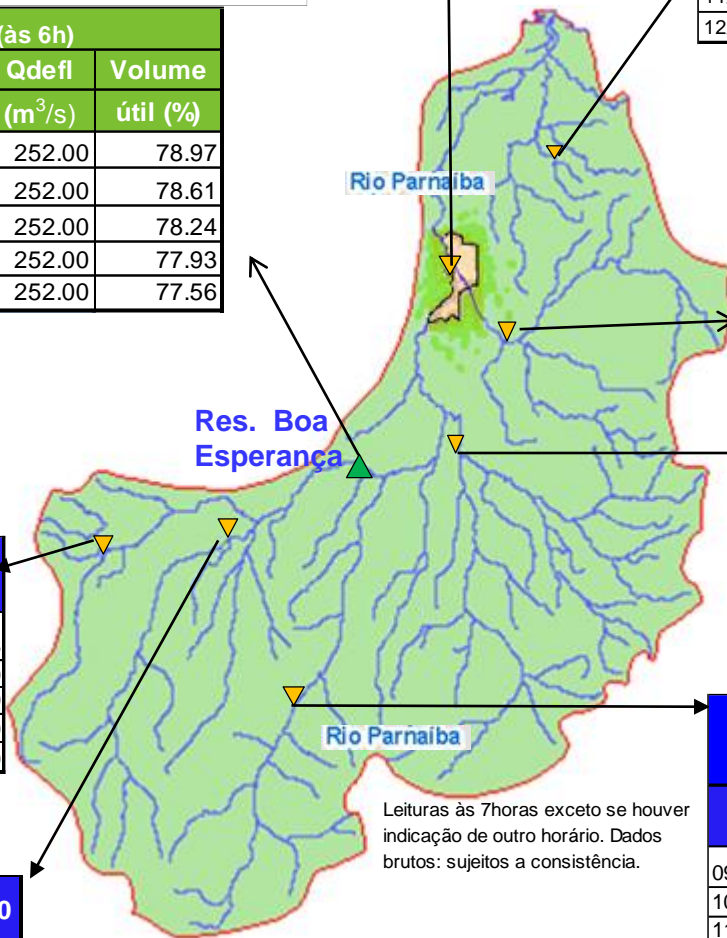 (às 6h)
Qdefl Volume
(m³/s) útil (%)
252.00 78.97
252.00 78.61
252.00 78.24
252.00 77.93
252.00 77.56
12
Rio Parnaíba
Res. Boa
Esperança
Rio Parnaíba
Leituras às 7horas exceto se houver
indicação de outro horário. Dados
brutos: sujeitos a consistência.
0
09
10
11